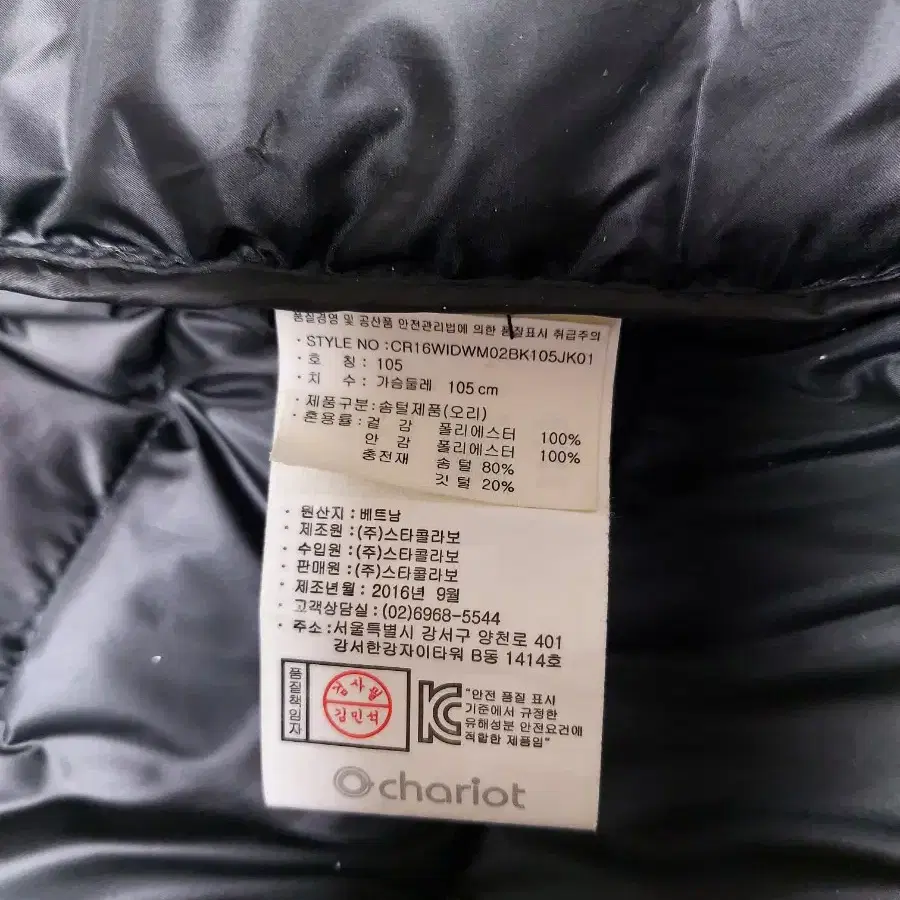 품질경영 및 공산품 안전관리법에 의한 품질표시 취급주의
· STYLE NO : CR16WIDWM02BK105JK01
· 호 칭 : 105
· 치 수 : 가슴둘레 105 cm
· 제품구분 : 솜털제품(오리)
· 혼용율 : 겉 감 폴리에스터 100%
안 감 폴리에스터 100%
충전재 솜 털 80%
깃 털 20%
· 원산지 : 베트남
· 제조원 : (주)스타콜라보
· 수입원 : (주)스타콜라보
· 판매원 : (주)스타콜라보
· 제조년월 : 2016년 9월
· 고객상담실 : (02)6968-5544
· 주소 : 서울특별시 강서구 양천로 401
강서한강자이타워 B동 1414호
품질책임자
검사필
김민석
KC
"안전 품질 표시
기준에서 규정한
유해성분 안전요건에
적합한 제품임"
chariot